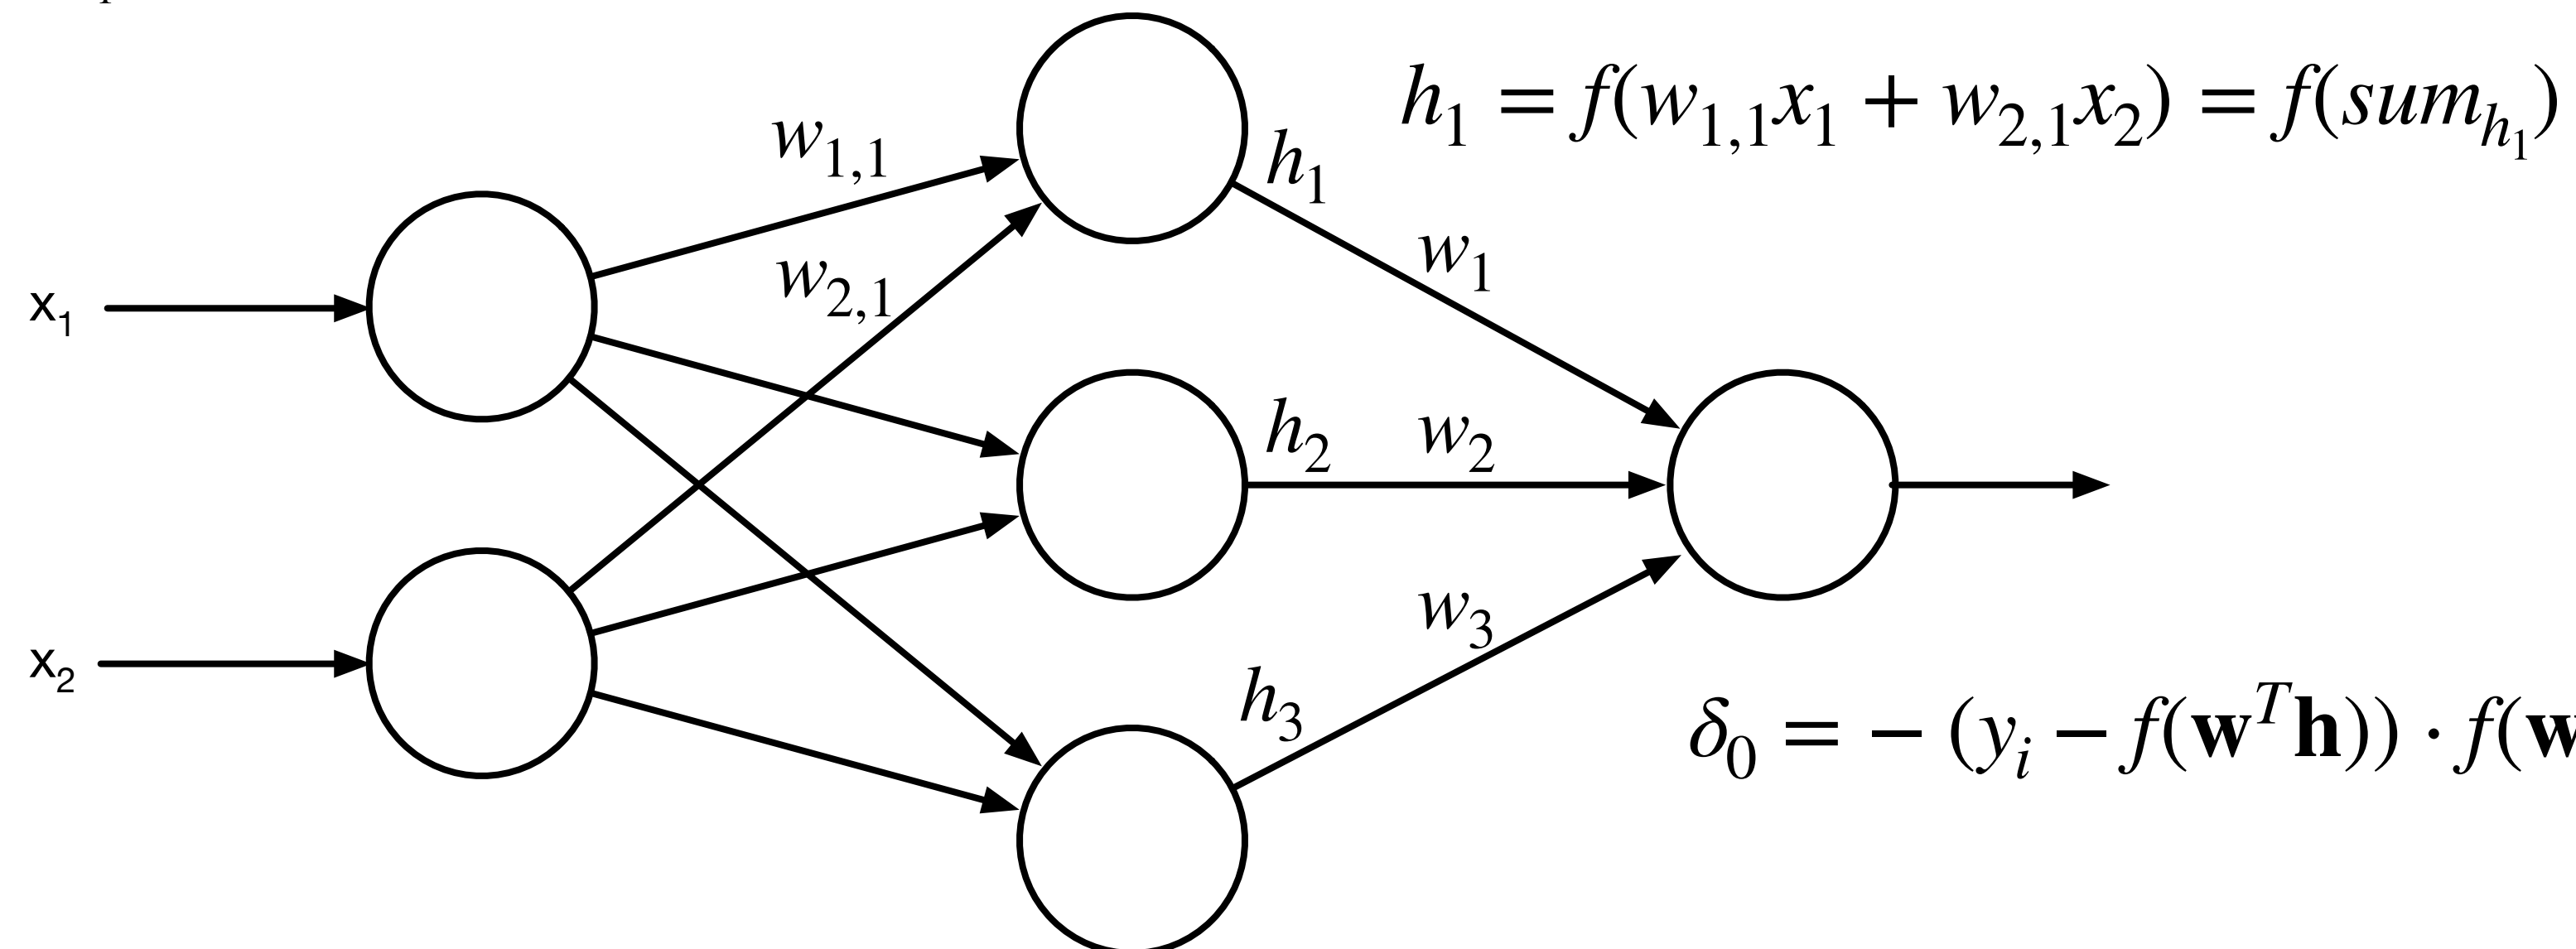 h₁ = f(w₁,₁x₁ + w₂,₁x₂) = f(sumₕ₁)
w₁,₁
h₁
w₂,₁
w₁
x₁
h₂
w₂
w₃
x₂
h₃
δ₀ = − (yᵢ − f(𝐰ᵀ𝐡)) · f(𝐰